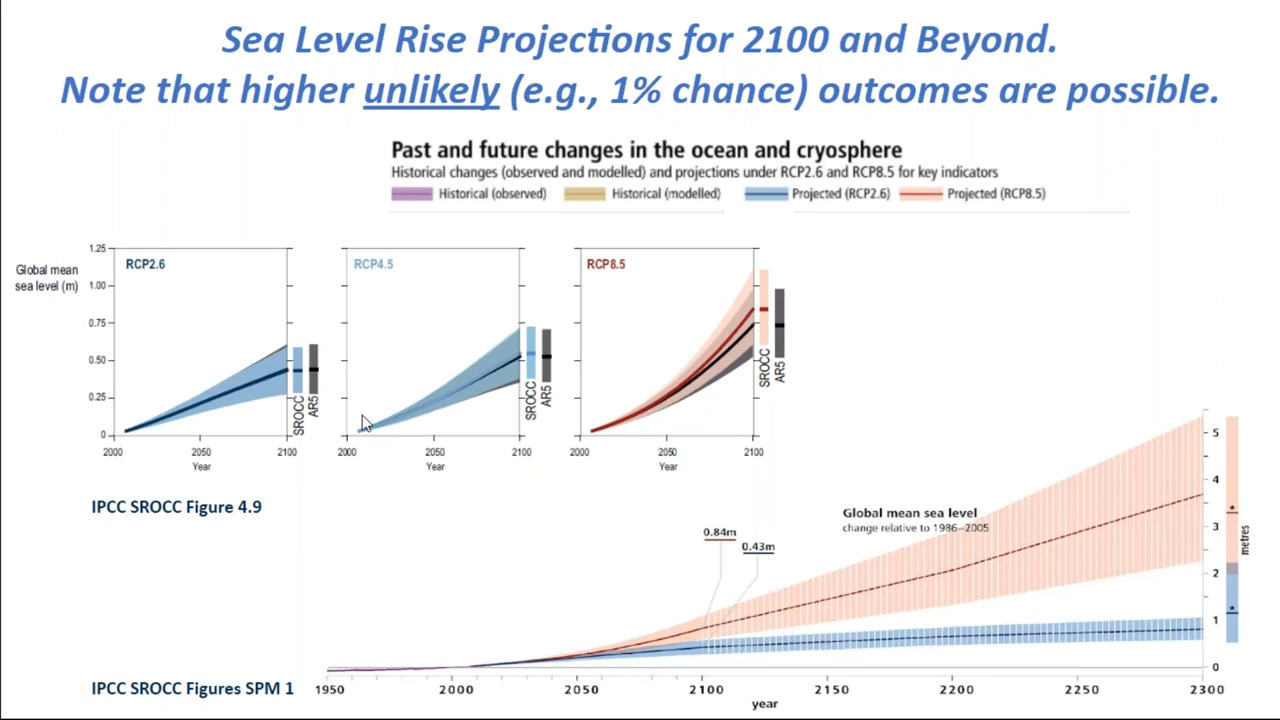 Sea Level Rise Projections for 2100 and Beyond.
Note that higher unlikely (e.g., 1% chance) outcomes are possible.
Past and future changes in the ocean and cryosphere
Historical changes (observed and modelled) and projections under RCP2.6 and RCP8.5 for key indicators
Historical (observed) Historical (modelled) Projected (RCP2.6) Projected (RCP8.5)
Global mean
sea level (m)
1.25
1.00
0.75
0.50
0.25
0
RCP2.6
2000 2050 2100
Year
SROCC
AR5
RCP4.5
2000 2050 2100
Year
SROCC
AR5
RCP8.5
2000 2050 2100
Year
SROCC
AR5
IPCC SROCC Figure 4.9
Global mean sea level
change relative to 1986–2005
0.84m
0.43m
5
4
3
2
1
0
metres
*
*
IPCC SROCC Figures SPM 1
1950 2000 2050 2100 2150 2200 2250 2300
year